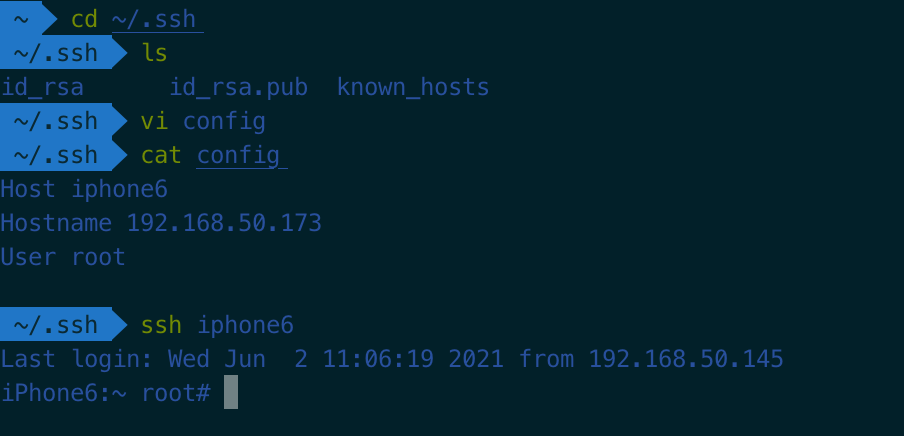 ~ cd ~/.ssh
~/.ssh ls
id_rsa id_rsa.pub known_hosts
~/.ssh vi config
~/.ssh cat config
Host iphone6
Hostname 192.168.50.173
User root
~/.ssh ssh iphone6
Last login: Wed Jun  2 11:06:19 2021 from 192.168.50.145
iPhone6:~ root#